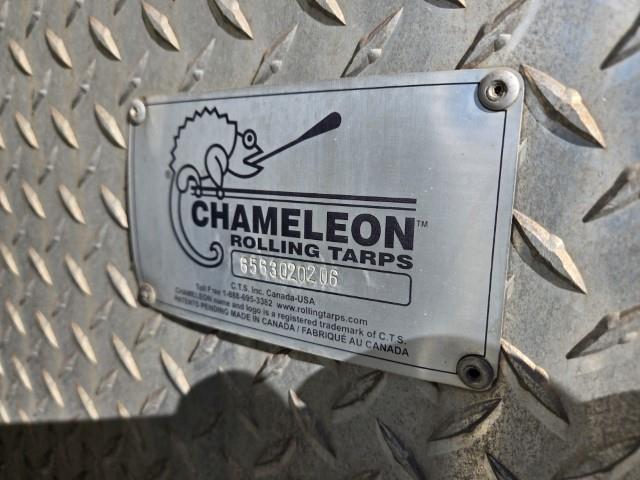 CHAMELEON™
ROLLING TARPS
6563020206
C.T.S. Inc. Canada-USA
Toll Free 1-888-695-3382 www.rollingtarps.com
CHAMELEON name and logo is a registered trademark of C.T.S.
PATENTS PENDING MADE IN CANADA / FABRIQUÉ AU CANADA